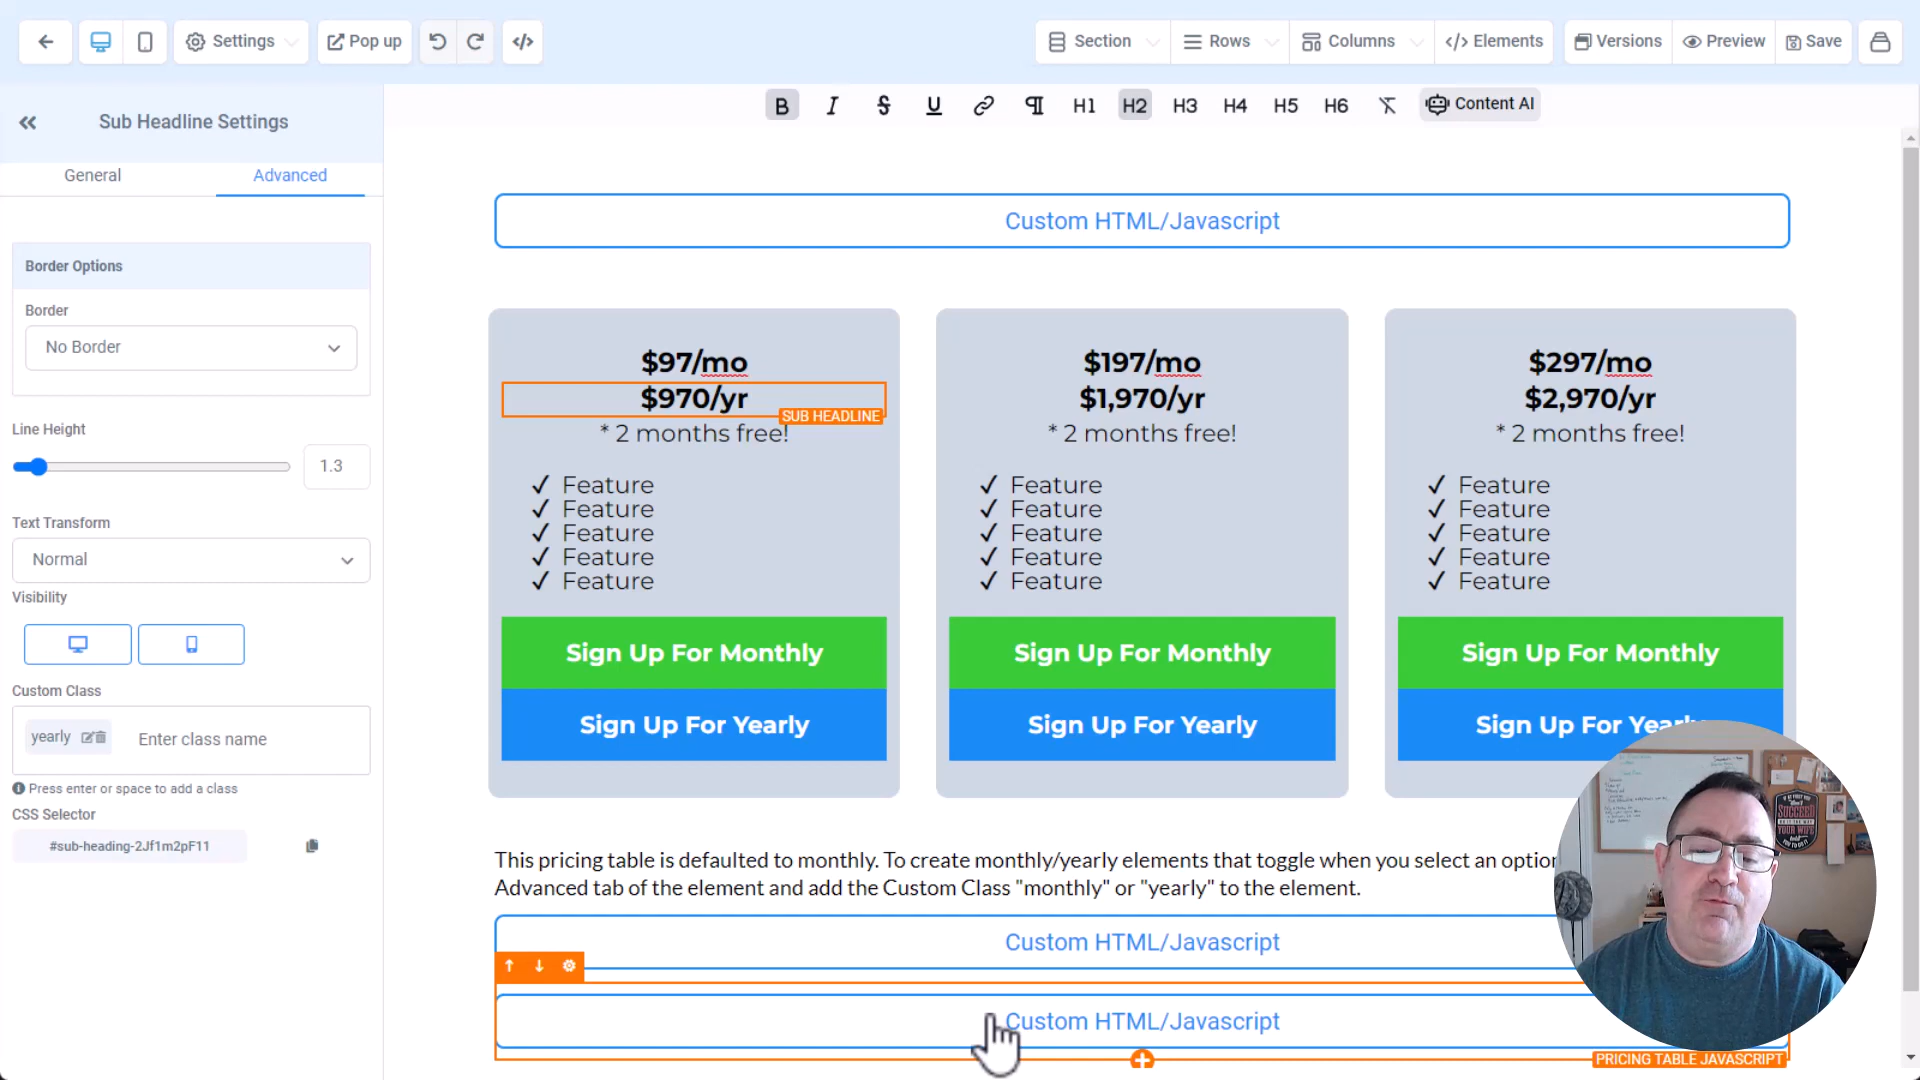 Settings
Pop up
Section
Rows
Columns
</> Elements
Versions
Preview
Save
Sub Headline Settings
General
Advanced
B I S U H1 H2 H3 H4 H5 H6 Content AI
Border Options
Border
No Border
Line Height
1.3
Text Transform
Normal
Visibility
Custom Class
yearly
Enter class name
Press enter or space to add a class
CSS Selector
#sub-heading-2Jf1m2pF11
Custom HTML/Javascript
$97/mo
$970/yr
SUB HEADLINE
* 2 months free!
✓ Feature
✓ Feature
✓ Feature
✓ Feature
✓ Feature
Sign Up For Monthly
Sign Up For Yearly
$197/mo
$1,970/yr
* 2 months free!
✓ Feature
✓ Feature
✓ Feature
✓ Feature
✓ Feature
Sign Up For Monthly
Sign Up For Yearly
$297/mo
$2,970/yr
* 2 months free!
✓ Feature
✓ Feature
✓ Feature
✓ Feature
✓ Feature
Sign Up For Monthly
Sign Up For Yearly
This pricing table is defaulted to monthly. To create monthly/yearly elements that toggle when you select an option
Advanced tab of the element and add the Custom Class "monthly" or "yearly" to the element.
Custom HTML/Javascript
Custom HTML/Javascript
PRICING TABLE JAVASCRIPT
SUCCEED
YOUR WIFE